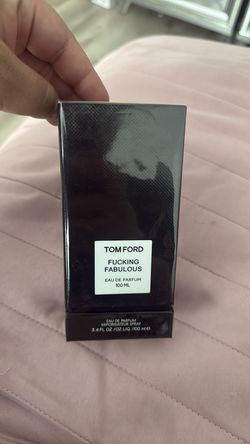 TOM FORD
FUCKING
FABULOUS
EAU DE PARFUM
100 ML
EAU DE PARFUM
VAPORISATEUR SPRAY
3.4 FL.OZ./OZ.LIQ./100 ml ℮